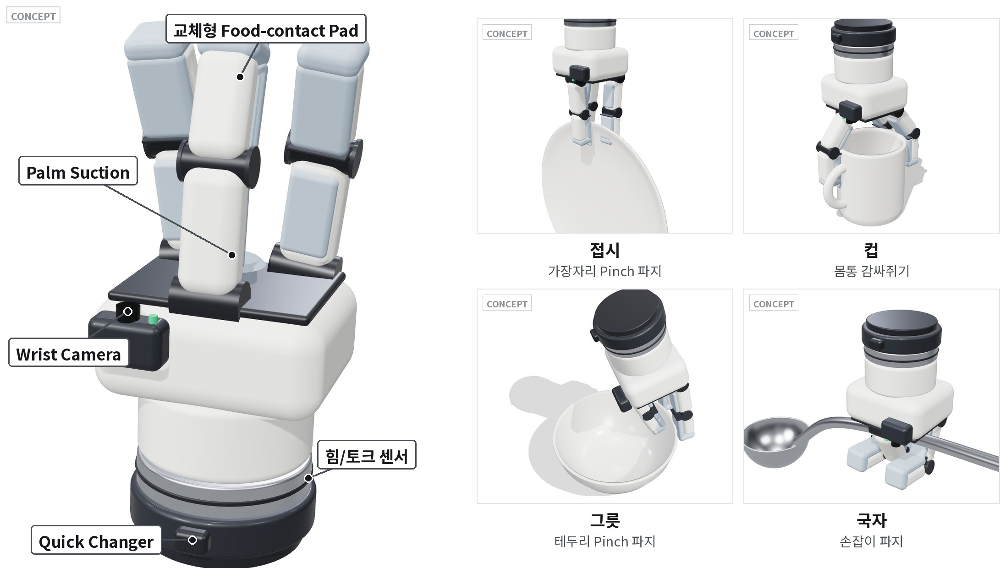 CONCEPT
교체형 Food-contact Pad
Palm Suction
Wrist Camera
힘/토크 센서
Quick Changer
CONCEPT
접시
가장자리 Pinch 파지
CONCEPT
컵
몸통 감싸쥐기
CONCEPT
그릇
테두리 Pinch 파지
CONCEPT
국자
손잡이 파지